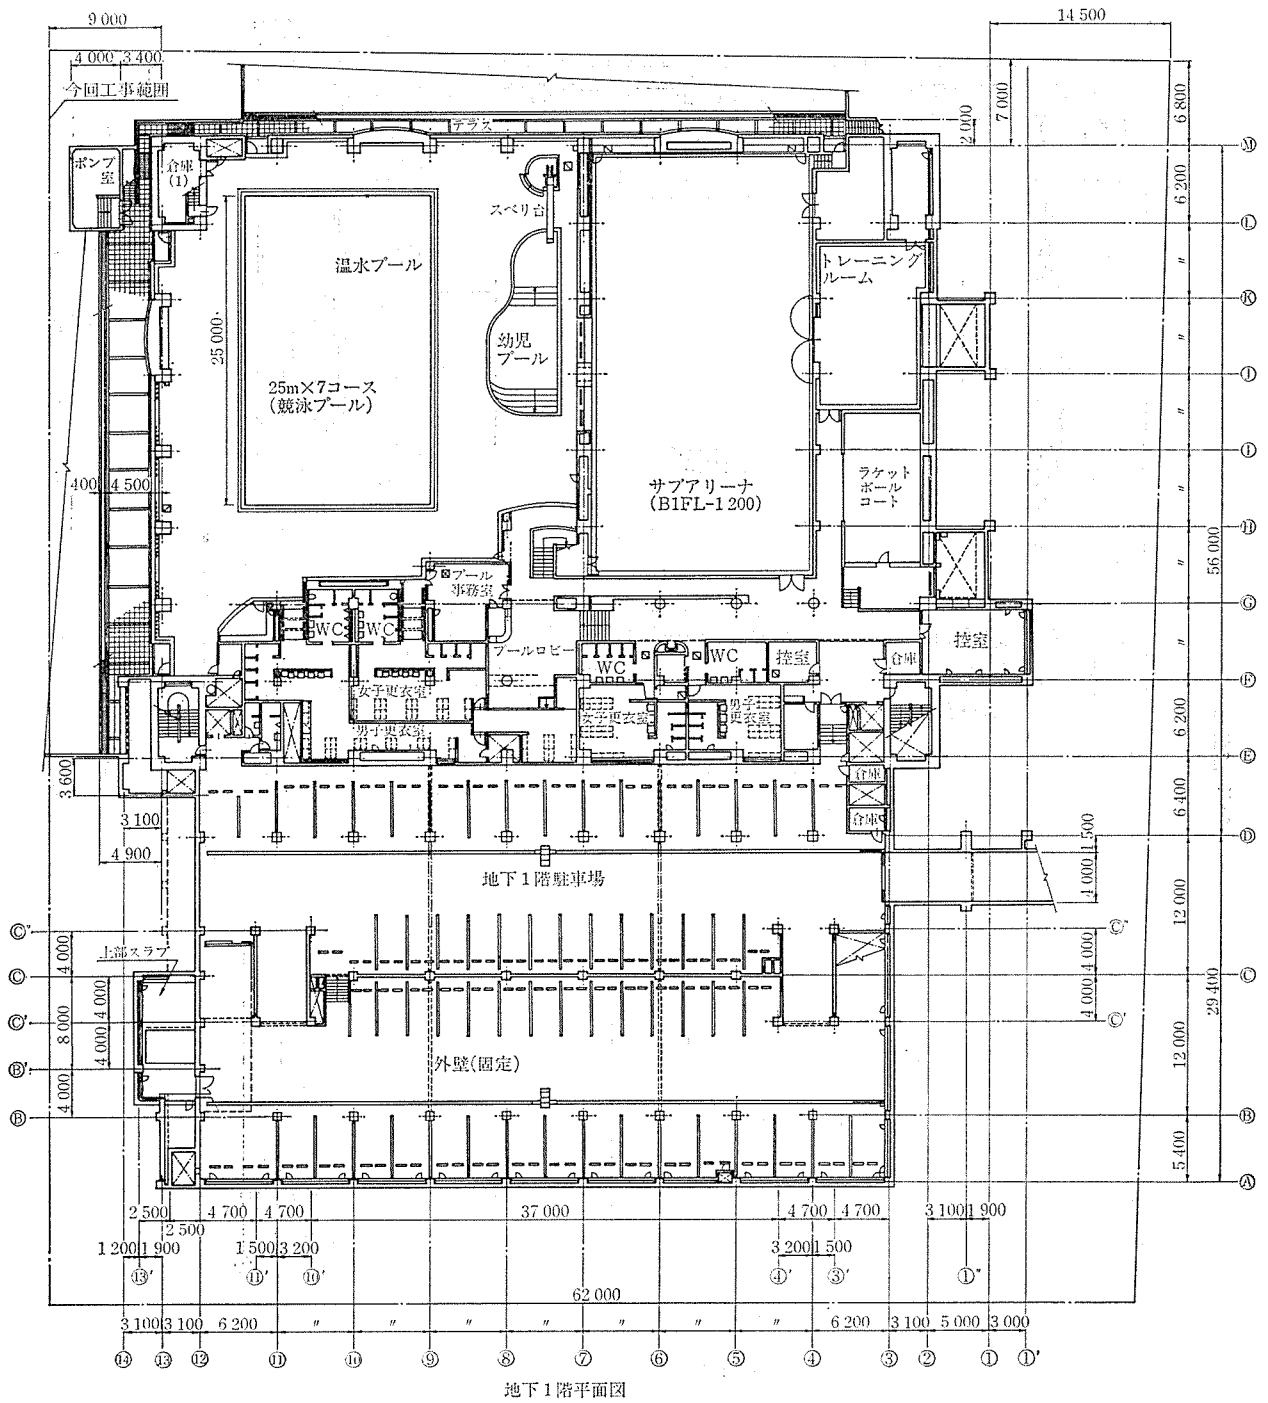 9 000
14 500
4 000
3 400
今回工事範囲
7 000
6 800
2 000
テラス
Ⓜ
ポンプ
室
倉庫
(1)
6 200
スベリ台
Ⓛ
温水プール
トレーニング
ルーム
〃
Ⓚ
25 000
幼児
プール
〃
Ⓙ
25m×7コース
(競泳プール)
〃
Ⓘ
400
4 500
サブアリーナ
(B1FL-1 200)
ラケット
ボール
コート
〃
Ⓗ
56 000
プール
事務室
〃
Ⓖ
WC
WC
プールロビー
WC
WC
控室
倉庫
控室
〃
Ⓕ
女子更衣室
男子更衣室
女子更衣室
男子
更衣室
6 200
Ⓔ
3 600
倉庫
倉庫
6 400
3 100
Ⓓ
4 900
1 500
地下1階駐車場
4 000
12 000
Ⓒ"
Ⓒ"
上部スラブ
4 000
4 000
Ⓒ
Ⓒ
8 000
4 000
4 000
29 400
Ⓒ'
Ⓒ'
4 000
外壁(固定)
12 000
Ⓑ'
4 000
Ⓑ
Ⓑ
5 400
Ⓐ
2 500
4 700
4 700
37 000
4 700
4 700
3 100
1 900
2 500
1 200
1 900
1 500
3 200
3 200
1 500
⑬'
⑪'
⑩'
④'
③'
①"
62 000
3 100
3 100
6 200
〃
〃
〃
〃
〃
〃
〃
6 200
3 100
5 000
3 000
⑭
⑬
⑫
⑪
⑩
⑨
⑧
⑦
⑥
⑤
④
③
②
①
①'
地下1階平面図